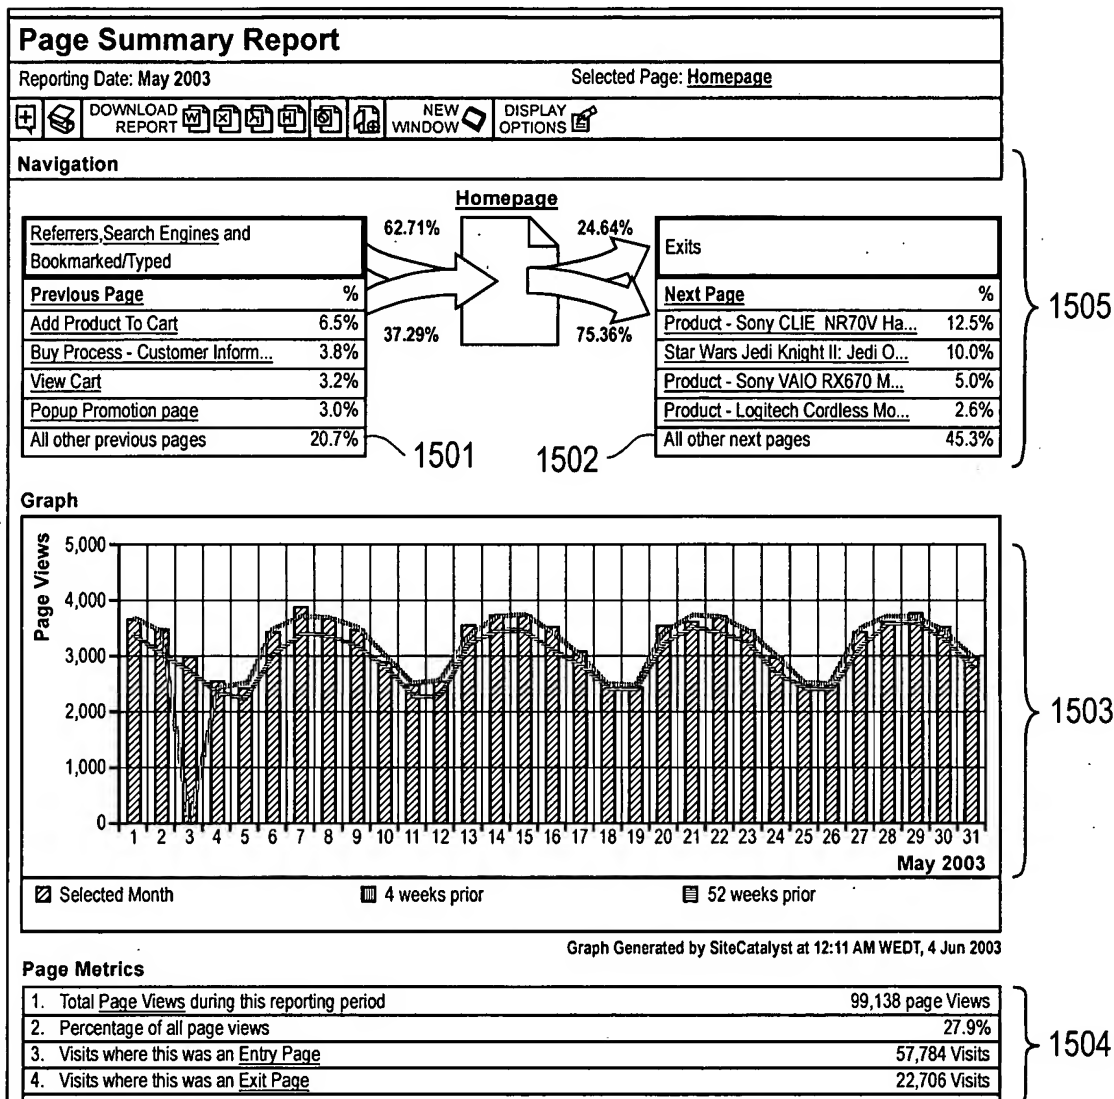 Page Summary Report
Reporting Date: May 2003 Selected Page: Homepage
DOWNLOAD REPORT NEW WINDOW DISPLAY OPTIONS
Navigation
Homepage
Referrers,Search Engines and Bookmarked/Typed 62.71% 24.64% Exits
Previous Page % Next Page %
Add Product To Cart 6.5% 37.29% 75.36% Product - Sony CLIE NR70V Ha... 12.5%
Buy Process - Customer Inform... 3.8% Star Wars Jedi Knight II: Jedi O... 10.0%
View Cart 3.2% Product - Sony VAIO RX670 M... 5.0%
Popup Promotion page 3.0% Product - Logitech Cordless Mo... 2.6%
All other previous pages 20.7% All other next pages 45.3%
1501 1502
1505
Graph
Page Views
5,000
4,000
3,000
2,000
1,000
0
1 2 3 4 5 6 7 8 9 10 11 12 13 14 15 16 17 18 19 20 21 22 23 24 25 26 27 28 29 30 31
May 2003
1503
Selected Month 4 weeks prior 52 weeks prior
Graph Generated by SiteCatalyst at 12:11 AM WEDT, 4 Jun 2003
Page Metrics
1. Total Page Views during this reporting period 99,138 page Views
2. Percentage of all page views 27.9%
3. Visits where this was an Entry Page 57,784 Visits
4. Visits where this was an Exit Page 22,706 Visits
1504